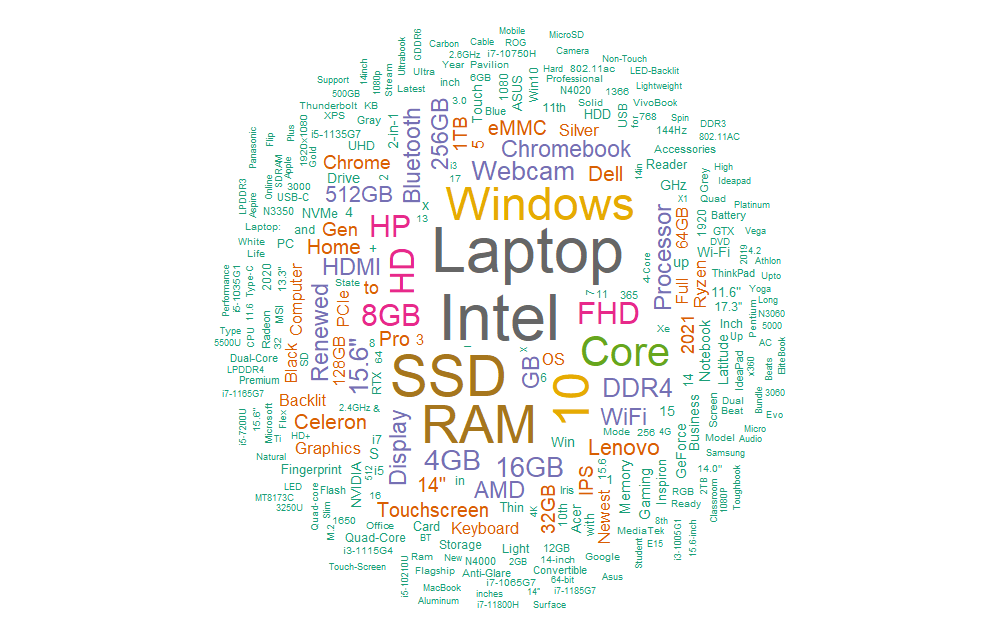 Mobile
MicroSD
Carbon
Cable
ROG
Camera
GDDR6
Ultrabook
2.6GHz
i7-10750H
Non-Touch
Year
Pavilion
Hard
802.11ac
LED-Backlit
Support
14inch
1080p
Stream
Ultra
6GB
1080
ASUS
Win10
Professional
500GB
Latest
inch
Touch
N4020
1366
Lightweight
Thunderbolt
KB
256GB
3.0
Blue
11th
Solid
USB
VivoBook
XPS
Gray
2-in-1
Bluetooth
1TB
eMMC
Silver
HDD
for
768
Spin
DDR3
Panasonic
Flip
Plus
1920x1080
i5-1135G7
UHD
5
Chromebook
144Hz
802.11AC
Online
SDRAM
Apple
Gold
Chrome
i3
Webcam
Dell
14in
Reader
Accessories
LPDDR3
Aspire
3000
Drive
2
17
GHz
Grey
High
Ideapad
USB-C
512GB
X1
Quad
Platinum
N3350
NVMe
4
x
13
Windows
64GB
1920
Battery
Laptop:
and
Gen
HP
Processor
GTX
Vega
White
PC
Home
+
HD
Laptop
up
Wi-Fi
DVD
2019
4.2
Life
HDMI
4-Core
Athlon
Performance
i5-1035G1
Type-C
2020
13.3"
State
Full
Ryzen
ThinkPad
Upto
11.6
MSI
Computer
Renewed
PCIe
to
7
11
365
11.6"
Yoga
Type
5500U
CPU
Radeon
32
8GB
Intel
FHD
17.3"
Long
N3060
Black
Pro
3
Xe
2021
Notebook
Inch
Pentium
5000
Dual-Core
SD
128GB
15.6"
8
64
_
x
OS
Core
Latitude
Up
AC
LPDDR4
RTX
SSD
GB
6
IdeaPad
x360
Beats
EliteBook
Premium
i7-1165G7
10
DDR4
14
Bundle
3060
Backlit
2.4GHz
&
RAM
WiFi
15
Business
Screen
Dual
Beat
Evo
i5-7200U
15.6"
Microsoft
Flex
Celeron
Display
Win
Mode
256
4G
GeForce
Model
Micro
Audio
Ti
HD+
i7
Lenovo
Samsung
Natural
Graphics
S
4GB
16GB
15.6
Memory
Inspiron
14.0"
Fingerprint
NVIDIA
512
i5
14"
in
AMD
IPS
1
Gaming
2TB
1080P
Toughbook
LED
MT8173C
3250U
Quad-core
Slim
Flash
16
Iris
RGB
Ready
Classroom
M.2
1650
Touchscreen
Thin
4K
32GB
10th
Acer
with
Newest
8th
Office
Card
Keyboard
MediaTek
i3-1005G1
15.6-inch
Quad-Core
BT
Storage
Light
12GB
Student
E15
i3-1115G4
Ram
New
N4000
2GB
14-inch
Google
Touch-Screen
i5-10210U
Flagship
Anti-Glare
Convertible
Asus
MacBook
i7-1065G7
64-bit
Aluminum
inches
14"
i7-1185G7
i7-11800H
Surface